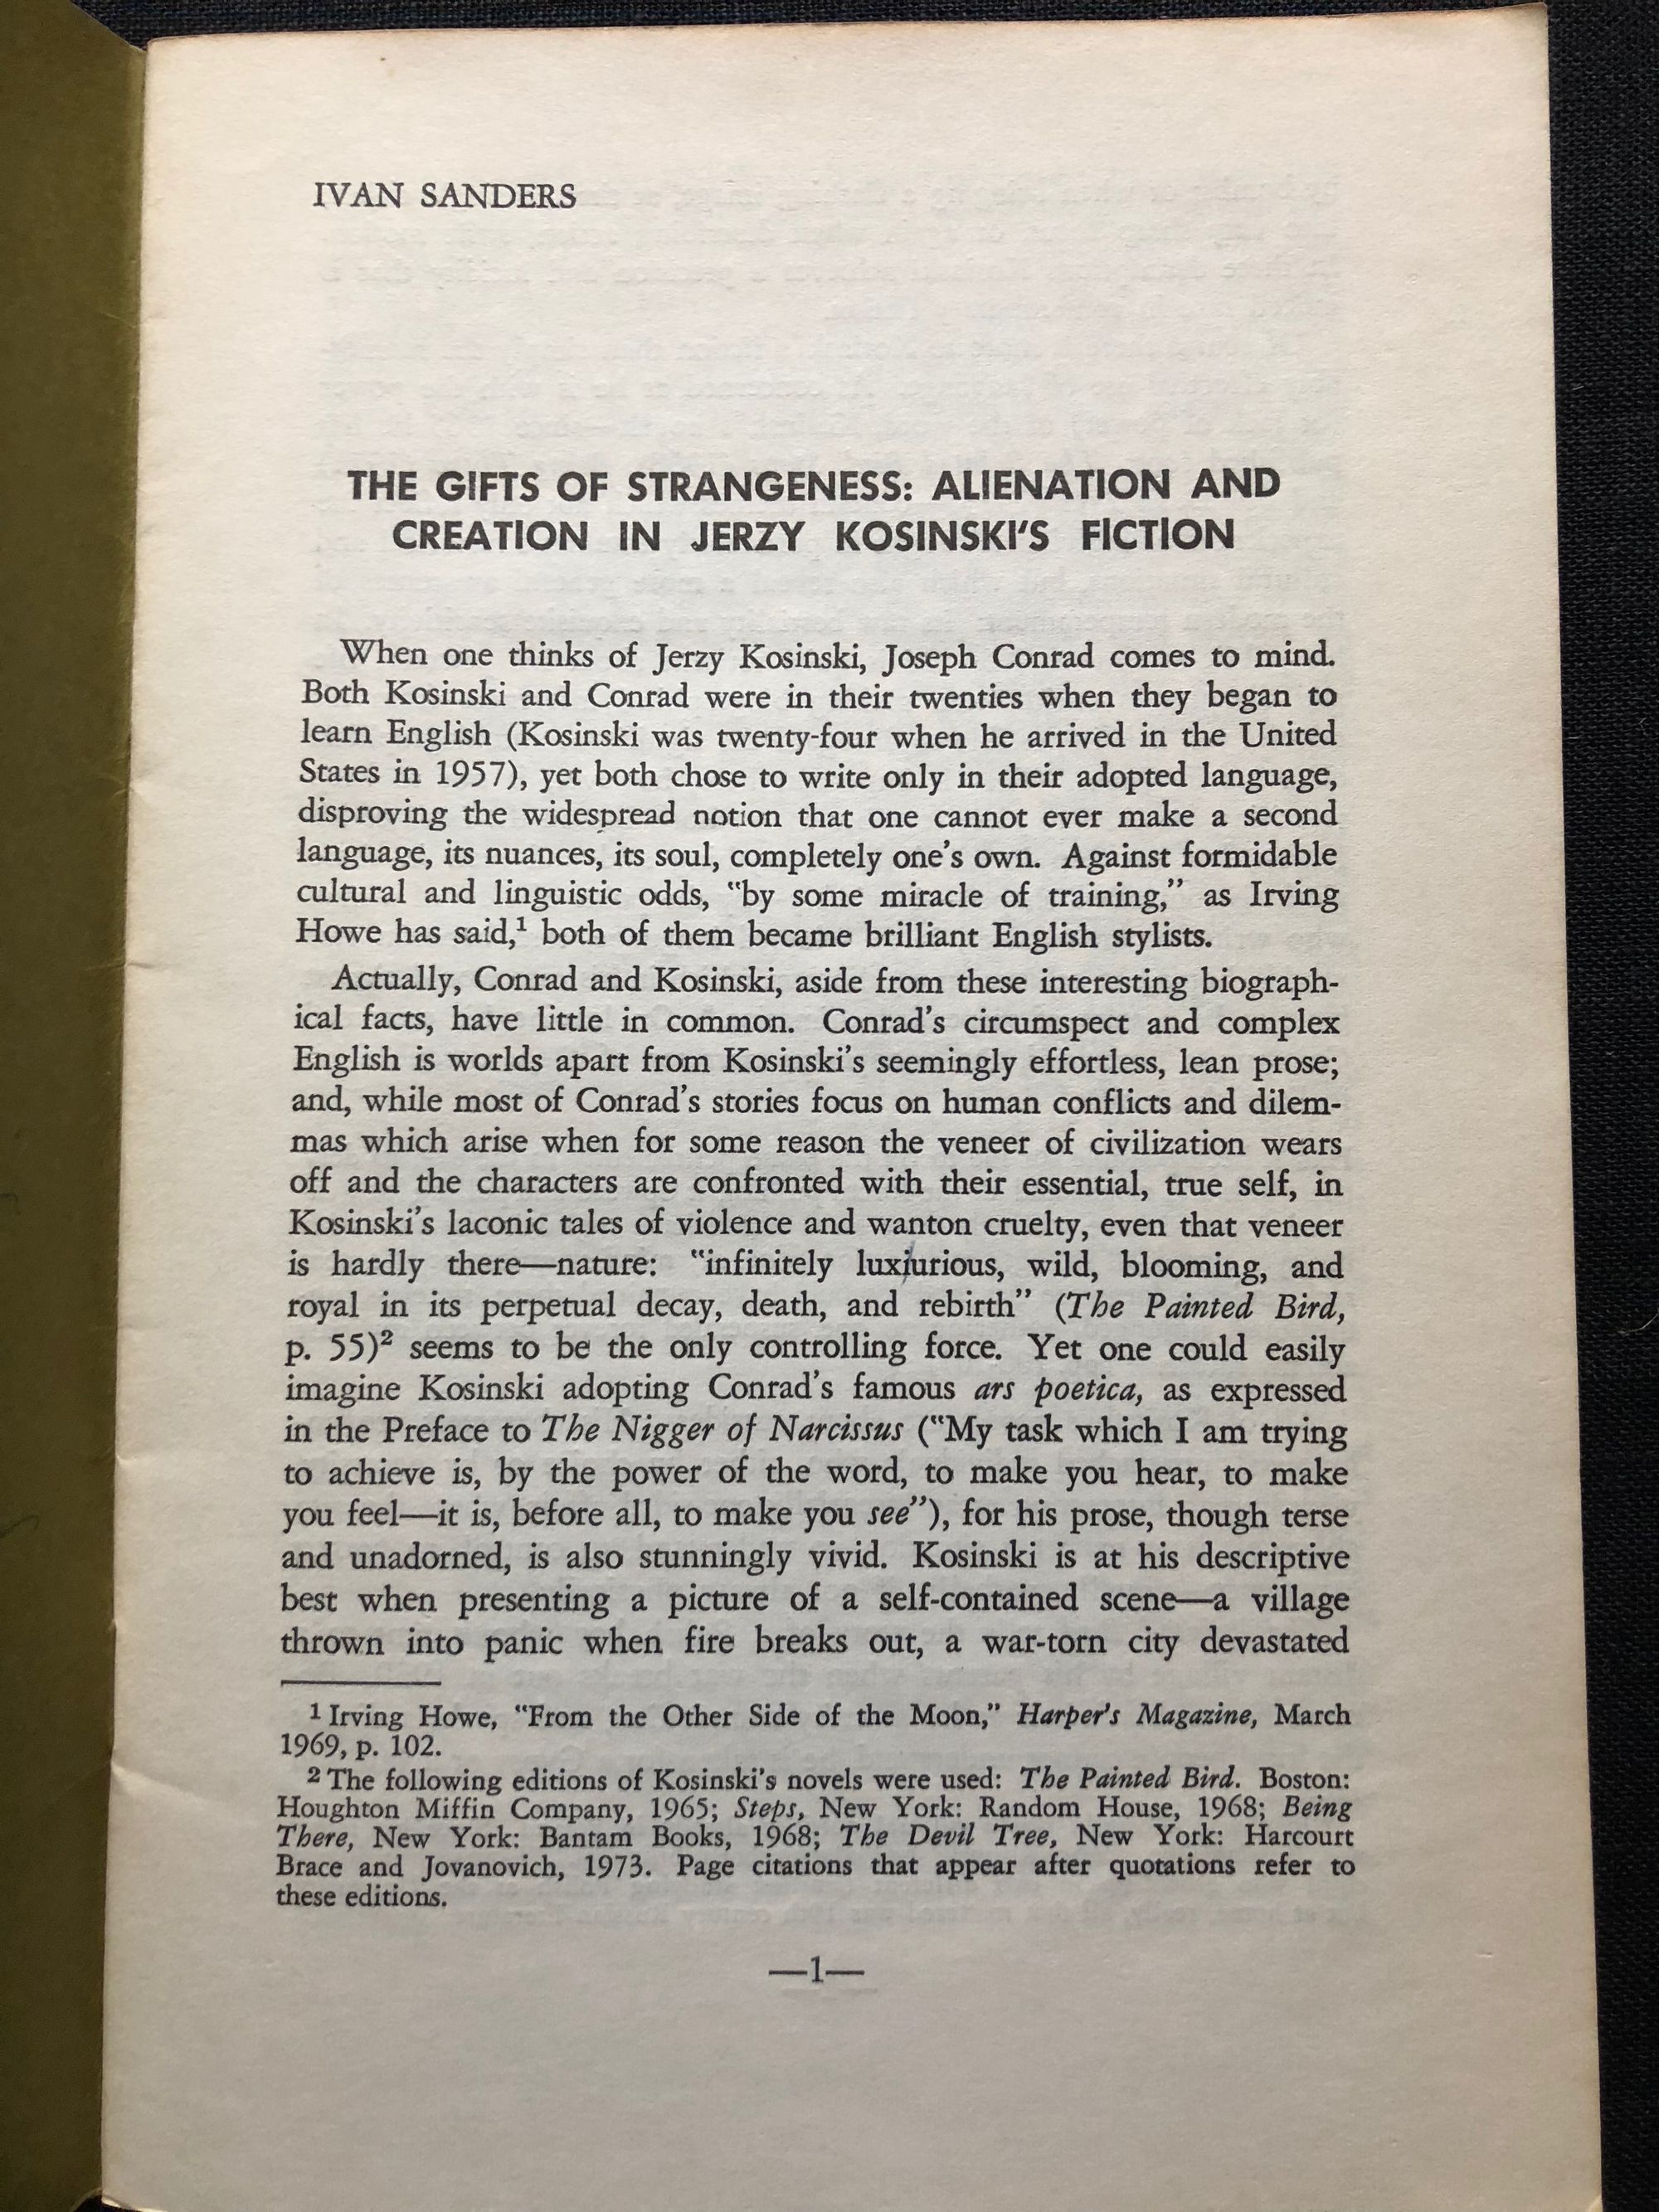 IVAN SANDERS
THE GIFTS OF STRANGENESS: ALIENATION AND
CREATION IN JERZY KOSINSKI'S FICTION
When one thinks of Jerzy Kosinski, Joseph Conrad comes to mind.
Both Kosinski and Conrad were in their twenties when they began to
learn English (Kosinski was twenty-four when he arrived in the United
States in 1957), yet both chose to write only in their adopted language,
disproving the widespread notion that one cannot ever make a second
language, its nuances, its soul, completely one's own. Against formidable
cultural and linguistic odds, "by some miracle of training," as Irving
Howe has said,¹ both of them became brilliant English stylists.
Actually, Conrad and Kosinski, aside from these interesting biograph-
ical facts, have little in common. Conrad's circumspect and complex
English is worlds apart from Kosinski's seemingly effortless, lean prose;
and, while most of Conrad's stories focus on human conflicts and dilem-
mas which arise when for some reason the veneer of civilization wears
off and the characters are confronted with their essential, true self, in
Kosinski's laconic tales of violence and wanton cruelty, even that veneer
is hardly there—nature: "infinitely luxiurious, wild, blooming, and
royal in its perpetual decay, death, and rebirth" (The Painted Bird,
p. 55)² seems to be the only controlling force. Yet one could easily
imagine Kosinski adopting Conrad's famous ars poetica, as expressed
in the Preface to The Nigger of Narcissus ("My task which I am trying
to achieve is, by the power of the word, to make you hear, to make
you feel—it is, before all, to make you see"), for his prose, though terse
and unadorned, is also stunningly vivid. Kosinski is at his descriptive
best when presenting a picture of a self-contained scene—a village
thrown into panic when fire breaks out, a war-torn city devastated
¹ Irving Howe, "From the Other Side of the Moon," Harper's Magazine, March
1969, p. 102.
² The following editions of Kosinski's novels were used: The Painted Bird. Boston:
Houghton Miffin Company, 1965; Steps, New York: Random House, 1968; Being
There, New York: Bantam Books, 1968; The Devil Tree, New York: Harcourt
Brace and Jovanovich, 1973. Page citations that appear after quotations refer to
these editions.
—1—